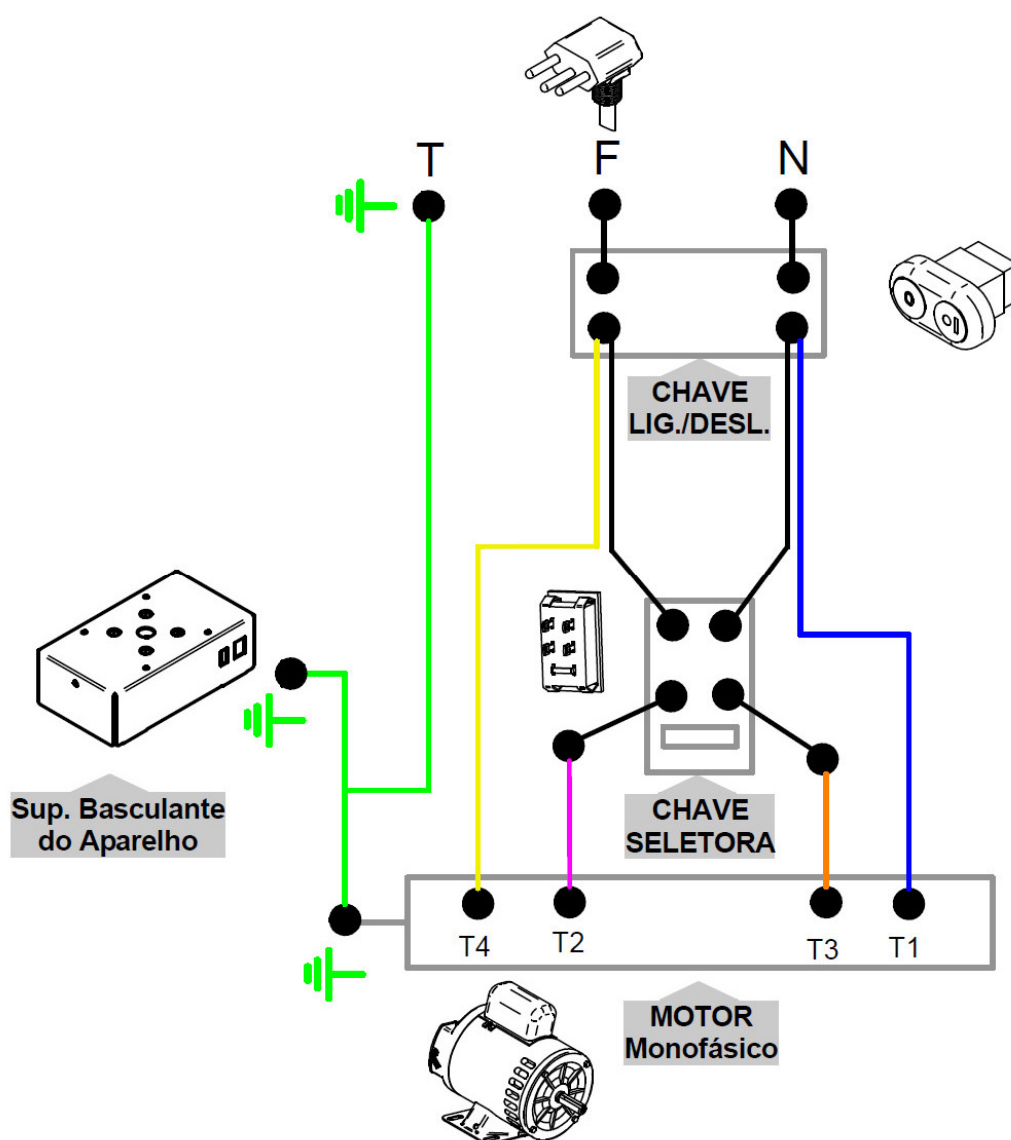 T
F
N
CHAVE
LIG./DESL.
Sup. Basculante
do Aparelho
CHAVE
SELETORA
T4
T2
T3
T1
MOTOR
Monofásico